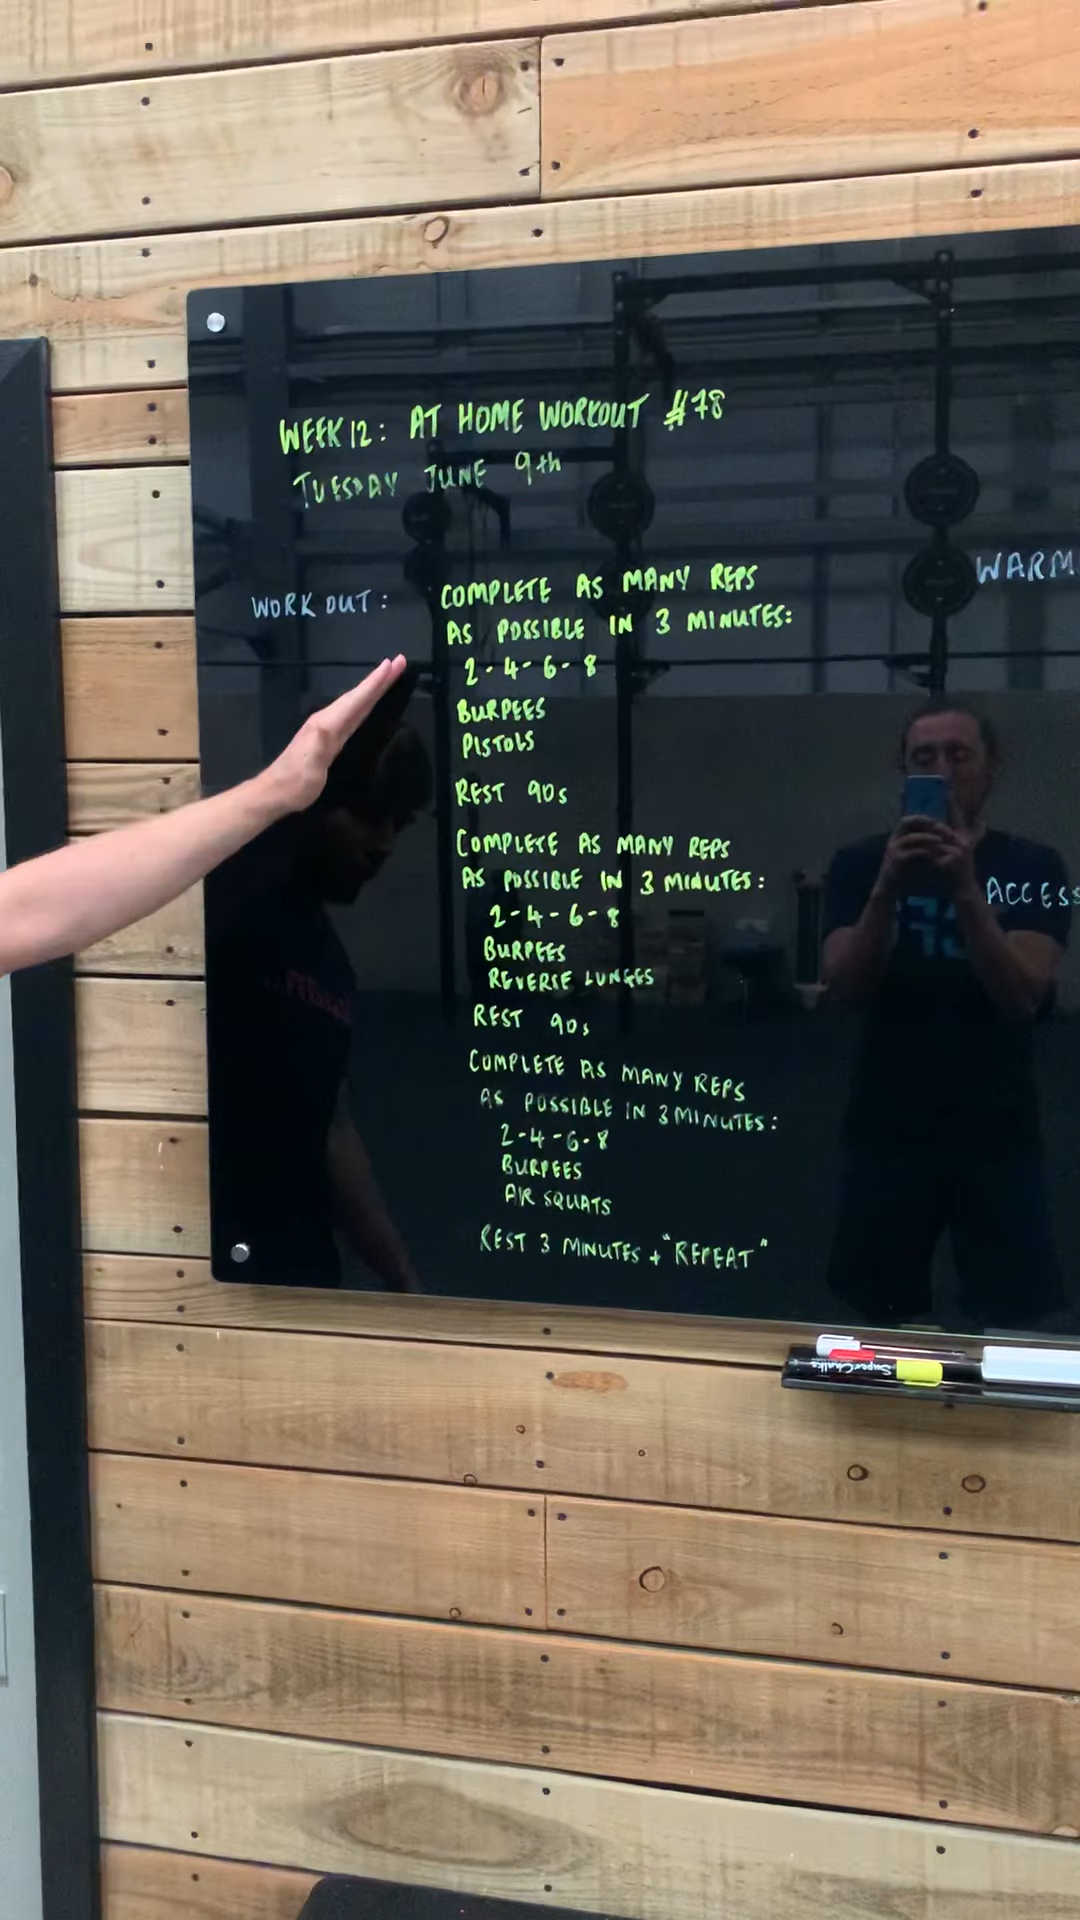 WEEK 12: AT HOME WORKOUT #78
TUESDAY JUNE 9th
WORK OUT:
COMPLETE AS MANY REPS
AS POSSIBLE IN 3 MINUTES:
2-4-6-8
BURPEES
PISTOLS
REST 90s
COMPLETE AS MANY REPS
AS POSSIBLE IN 3 MINUTES:
2-4-6-8
BURPEES
REVERSE LUNGES
REST 90s
COMPLETE AS MANY REPS
AS POSSIBLE IN 3 MINUTES:
2-4-6-8
BURPEES
AIR SQUATS
REST 3 MINUTES + "REPEAT"
WARM
ACCESS
SuperChalks